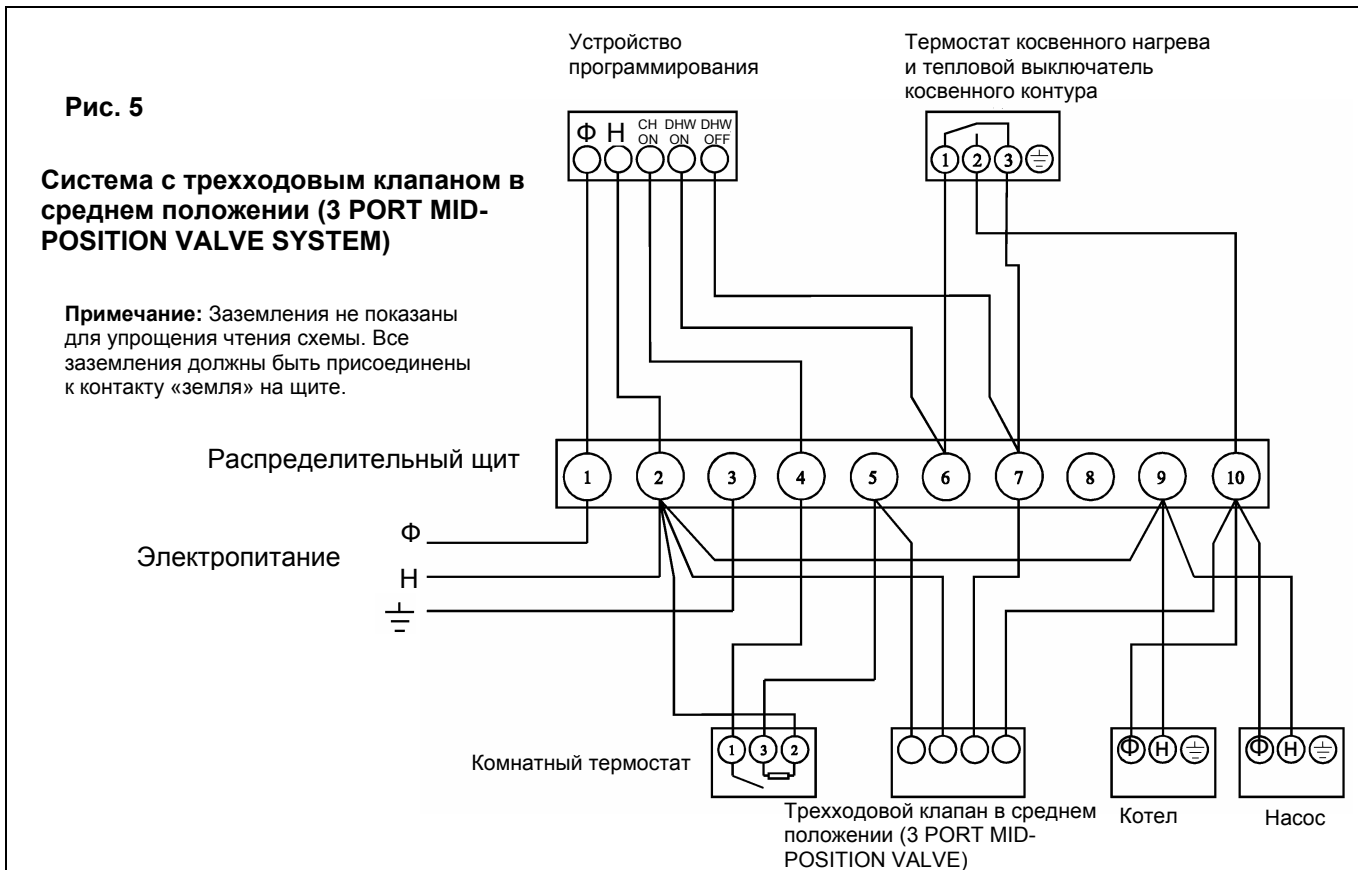 Рис. 5
Система с трехходовым клапаном в
среднем положении (3 PORT MID-
POSITION VALVE SYSTEM)
Примечание: Заземления не показаны
для упрощения чтения схемы. Все
заземления должны быть присоединены
к контакту «земля» на щите.
Устройство
программирования
Ф Н CH DHW DHW
ON ON OFF
Термостат косвенного нагрева
и тепловой выключатель
косвенного контура
1 2 3
Распределительный щит
1 2 3 4 5 6 7 8 9 10
Электропитание
Ф
Н
Комнатный термостат
1 3 2
Трехходовой клапан в среднем
положении (3 PORT MID-
POSITION VALVE)
Ф Н
Котел
Ф Н
Насос